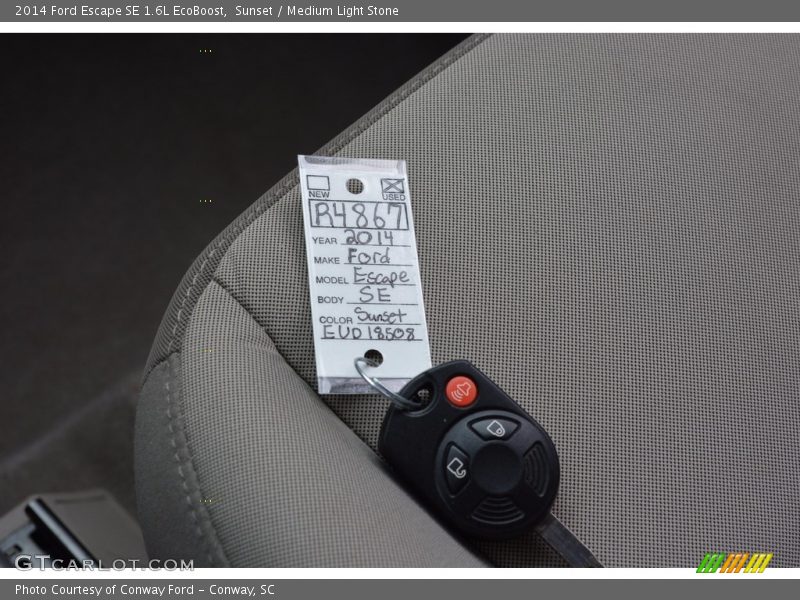 2014 Ford Escape SE 1.6L EcoBoost,  Sunset / Medium Light Stone
NEW
USED
R4867
YEAR 2014
MAKE Ford
MODEL Escape
BODY SE
COLOR Sunset
EUD18508
GTCARLOT.COM
Photo Courtesy of Conway Ford – Conway, SC